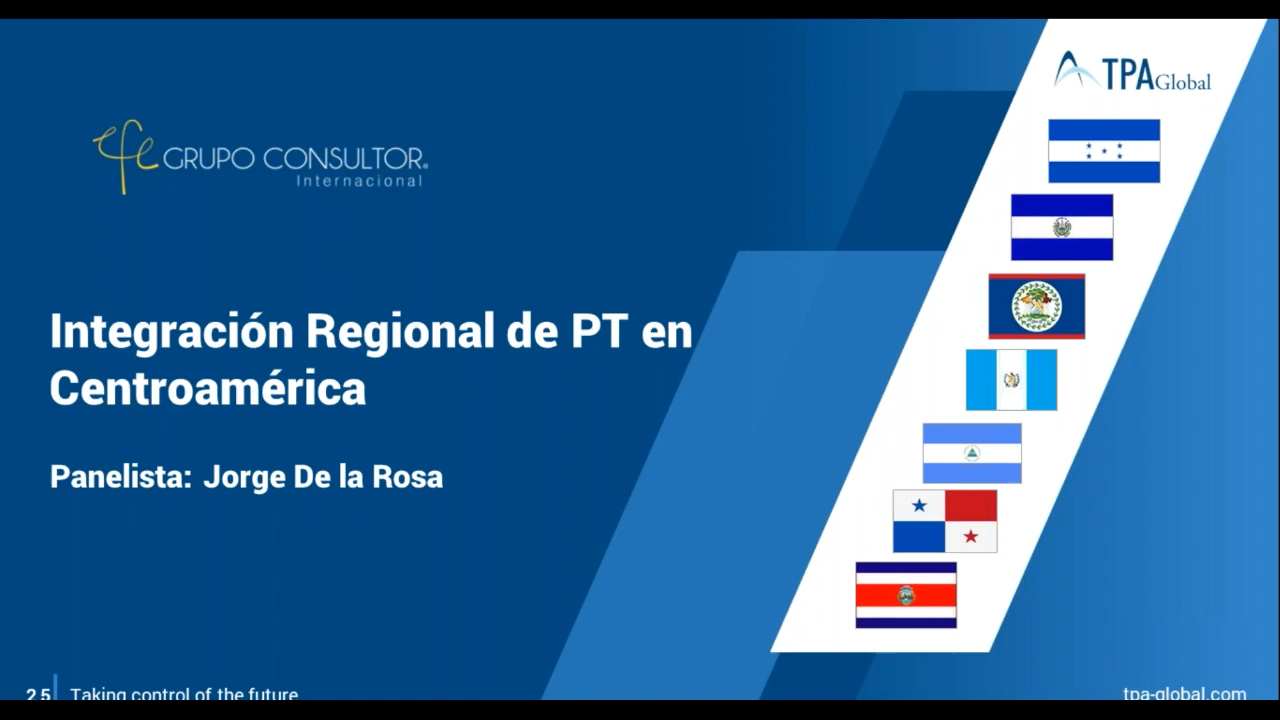 TPA Global
efe GRUPO CONSULTOR®
Internacional
Integración Regional de PT en
Centroamérica
Panelista: Jorge De la Rosa
25 Taking control of the future
tpa-global.com